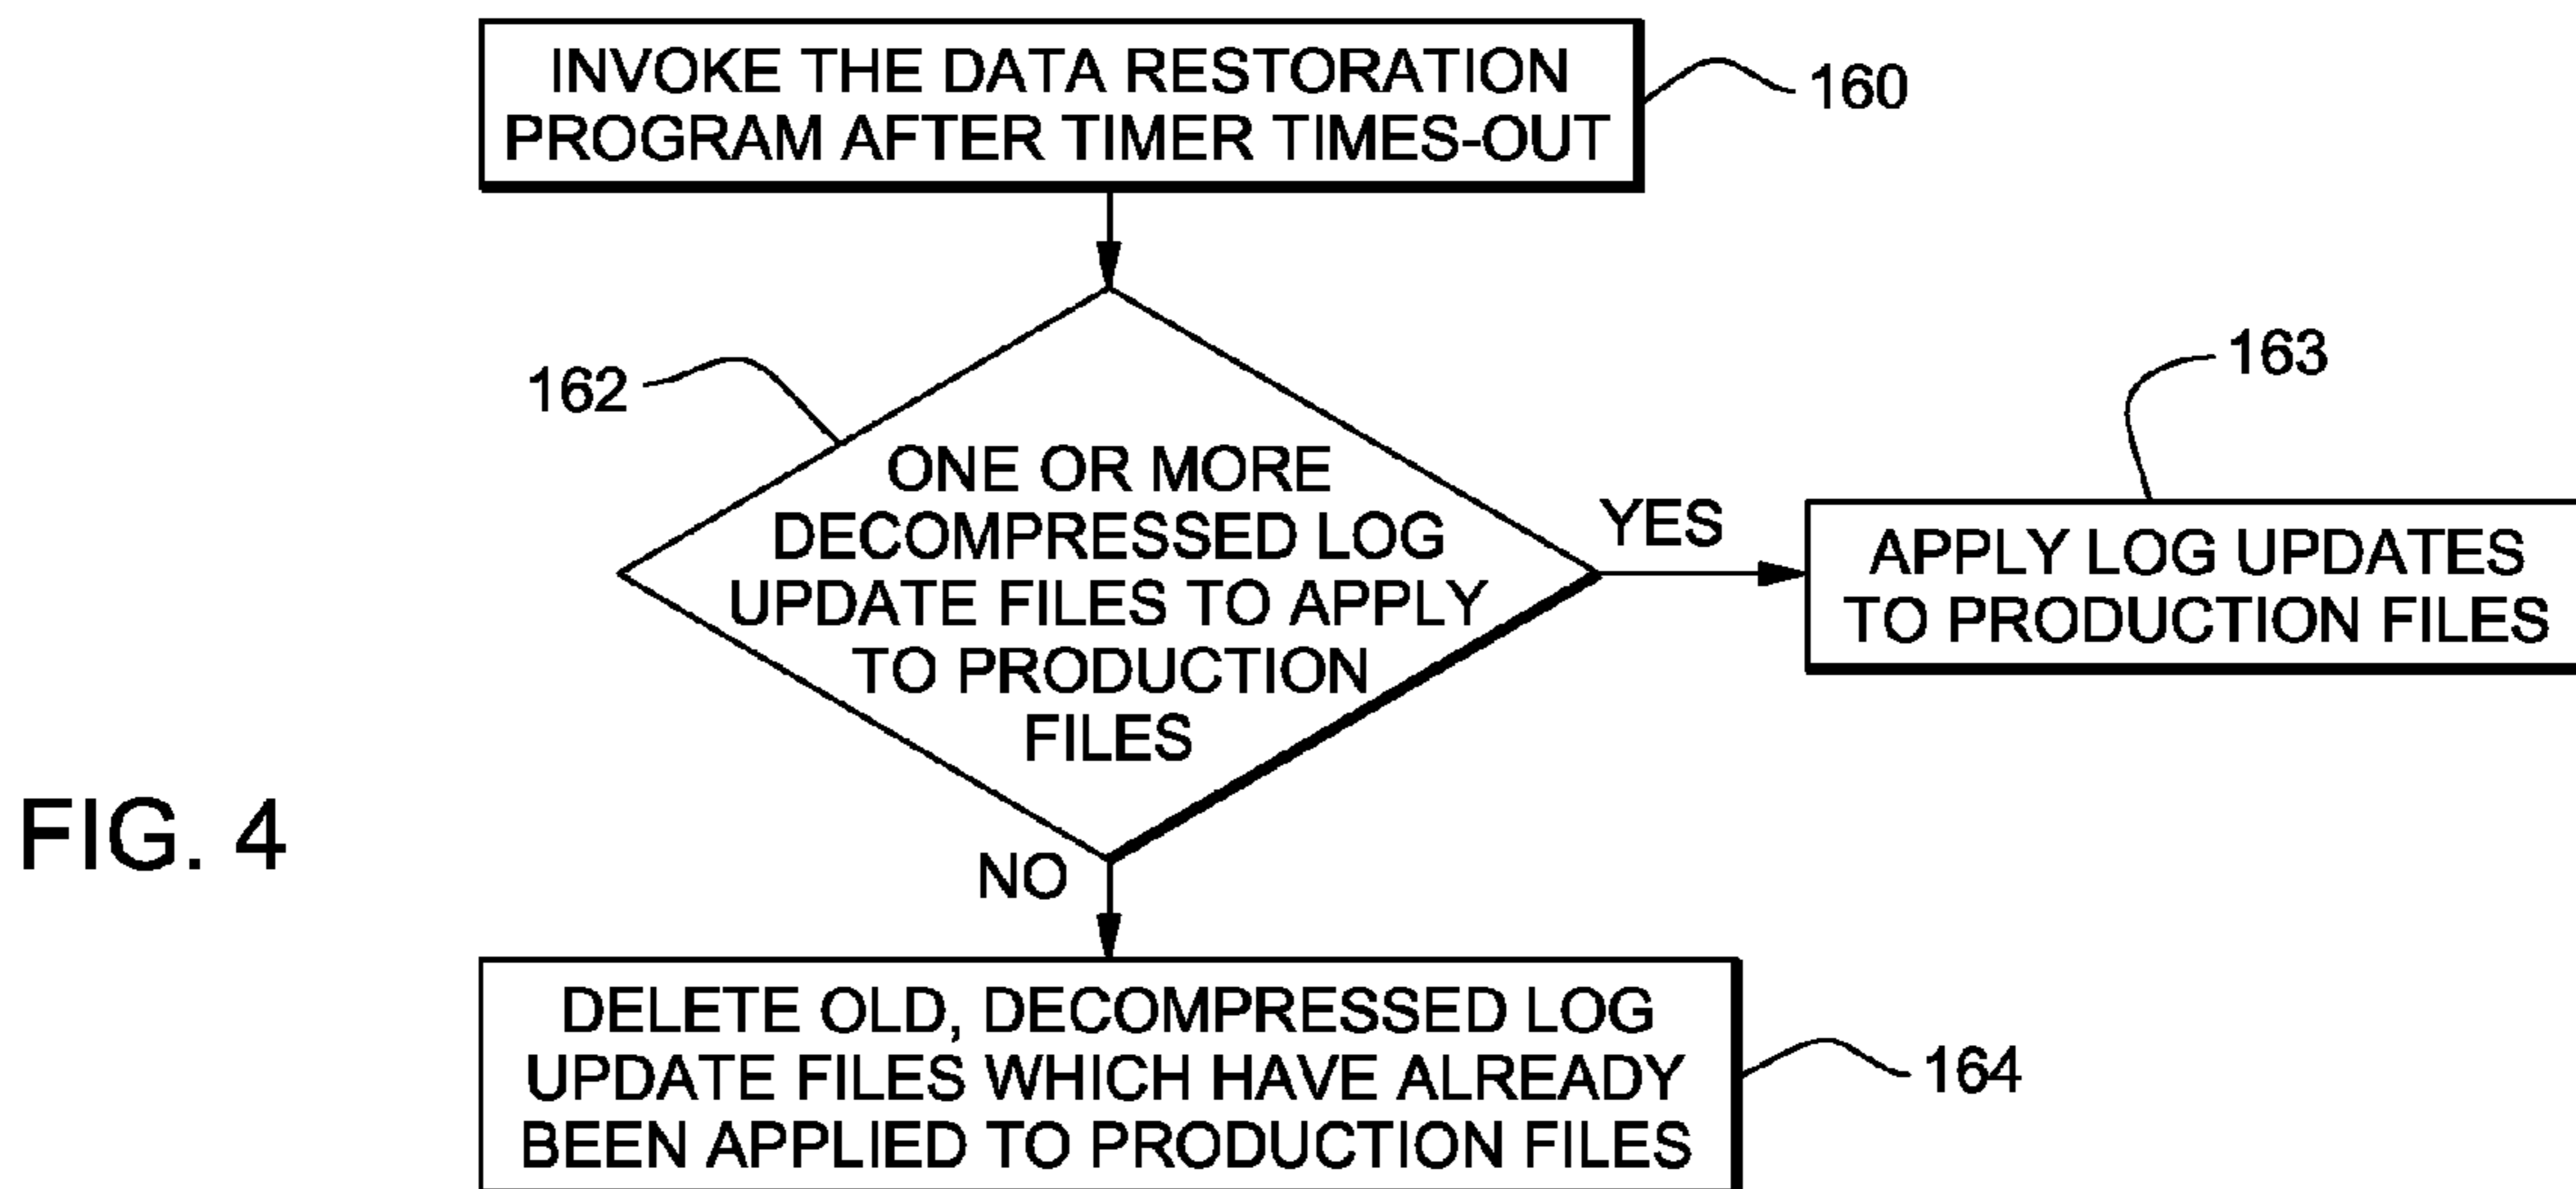 INVOKE THE DATA RESTORATION
PROGRAM AFTER TIMER TIMES-OUT
160
162
ONE OR MORE
DECOMPRESSED LOG
UPDATE FILES TO APPLY
TO PRODUCTION
FILES
YES
163
APPLY LOG UPDATES
TO PRODUCTION FILES
NO
FIG. 4
DELETE OLD, DECOMPRESSED LOG
UPDATE FILES WHICH HAVE ALREADY
BEEN APPLIED TO PRODUCTION FILES
164